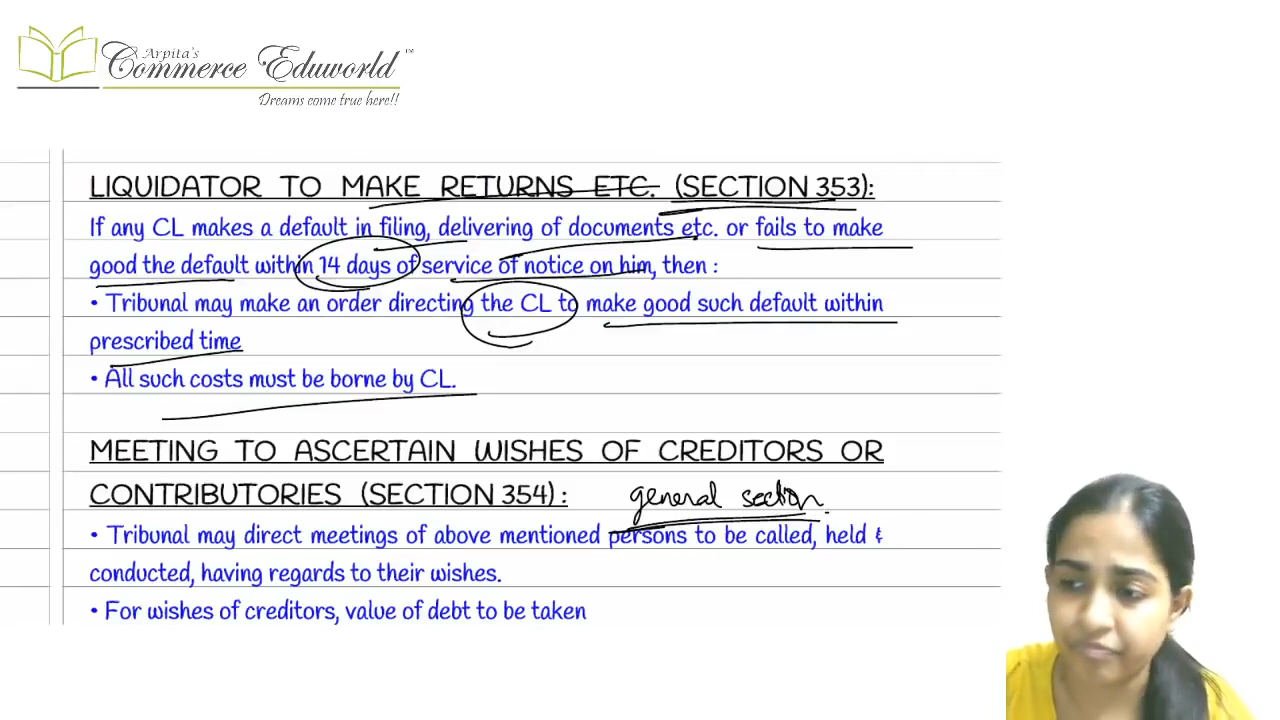 Arpita's
Commerce Eduworld™
Dreams come true here!!
LIQUIDATOR TO MAKE RETURNS ETC. (SECTION 353):
If any CL makes a default in filing, delivering of documents etc. or fails to make
good the default within 14 days of service of notice on him, then :
• Tribunal may make an order directing the CL to make good such default within
prescribed time
• All such costs must be borne by CL.
MEETING TO ASCERTAIN WISHES OF CREDITORS OR
CONTRIBUTORIES (SECTION 354): general section.
• Tribunal may direct meetings of above mentioned persons to be called, held &
conducted, having regards to their wishes.
• For wishes of creditors, value of debt to be taken